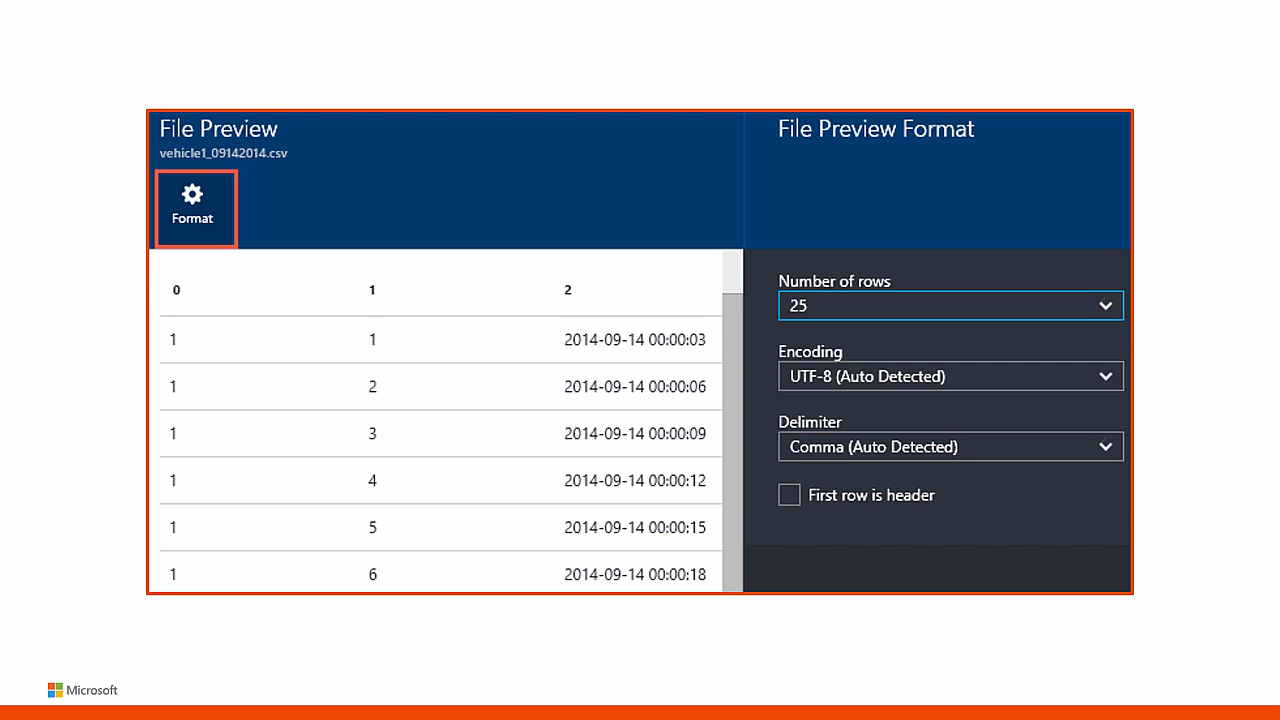 File Preview
vehicle1_09142014.csv
Format
0 1 2
1 1 2014-09-14 00:00:03
1 2 2014-09-14 00:00:06
1 3 2014-09-14 00:00:09
1 4 2014-09-14 00:00:12
1 5 2014-09-14 00:00:15
1 6 2014-09-14 00:00:18
File Preview Format
Number of rows
25
Encoding
UTF-8 (Auto Detected)
Delimiter
Comma (Auto Detected)
First row is header
Microsoft